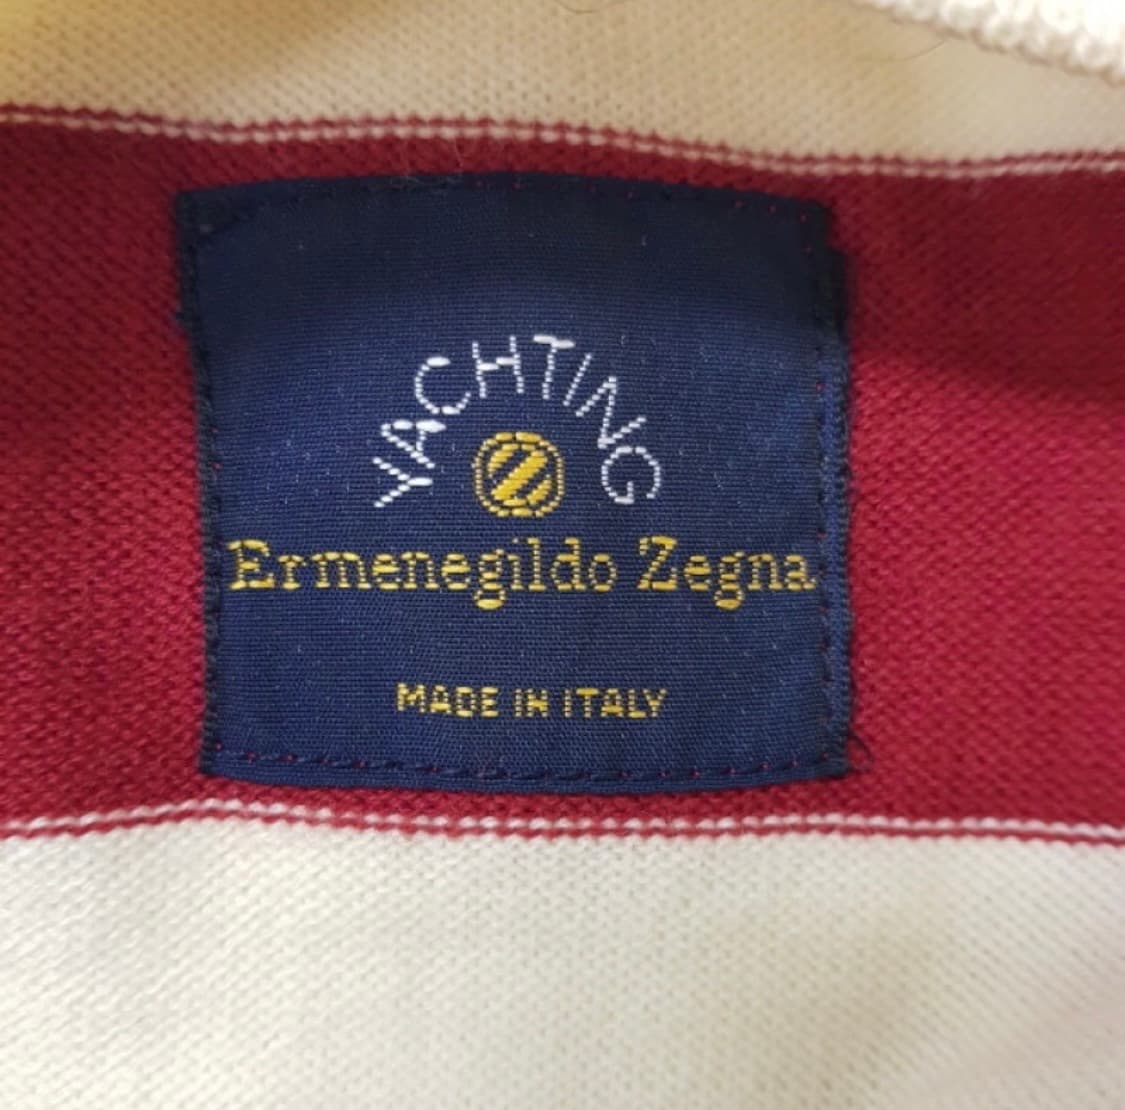 YACHTING
Z
Ermenegildo Zegna
MADE IN ITALY